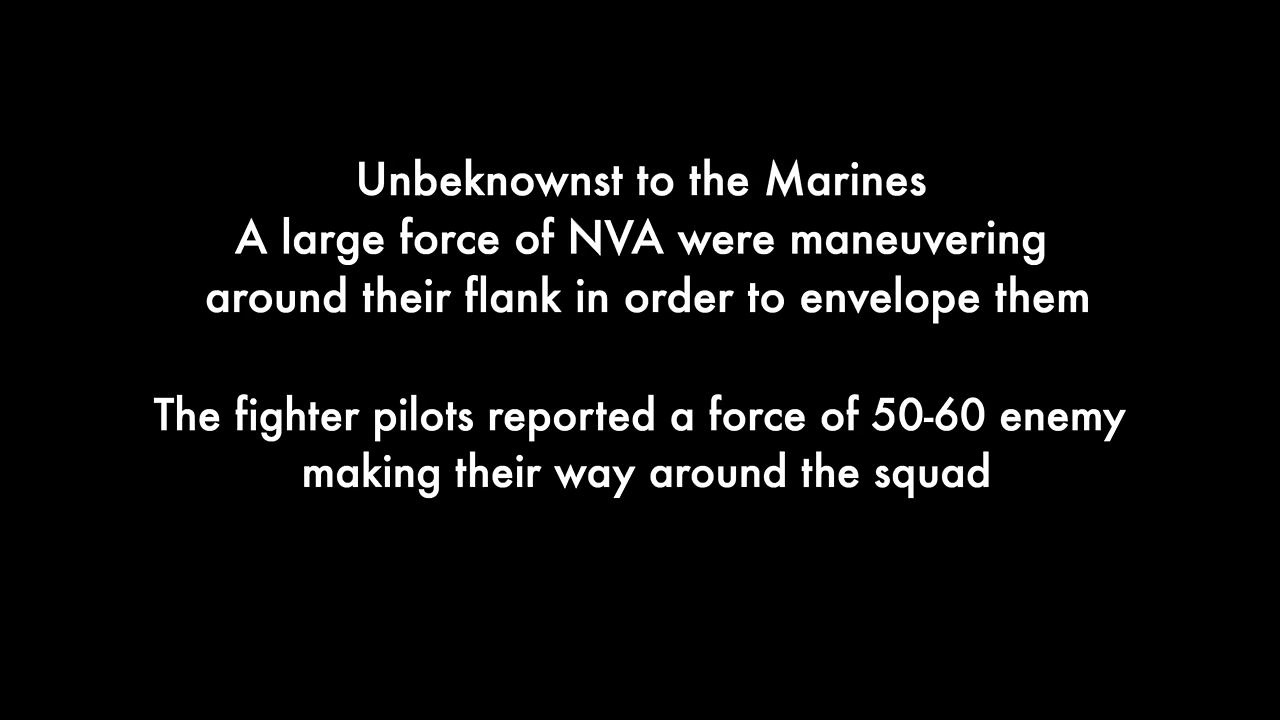 Unbeknownst to the Marines
A large force of NVA were maneuvering
around their flank in order to envelope them
The fighter pilots reported a force of 50-60 enemy
making their way around the squad